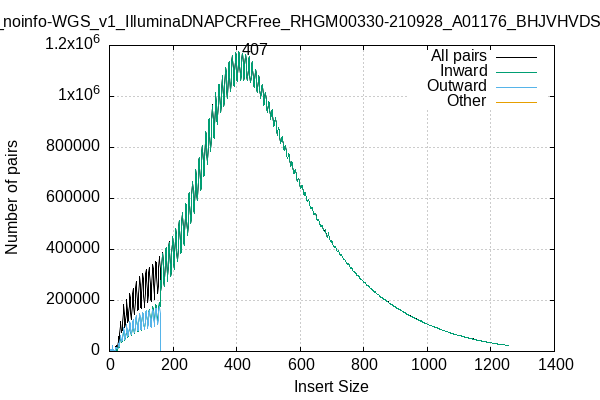 _noinfo-WGS_v1_IlluminaDNAPCRFree_RHGM00330-210928_A01176_BHJVHVDS
1.2x10^6
1x10^6
800000
600000
400000
200000
0
Number of pairs
407
All pairs
Inward
Outward
Other
0 200 400 600 800 1000 1200 1400
Insert Size